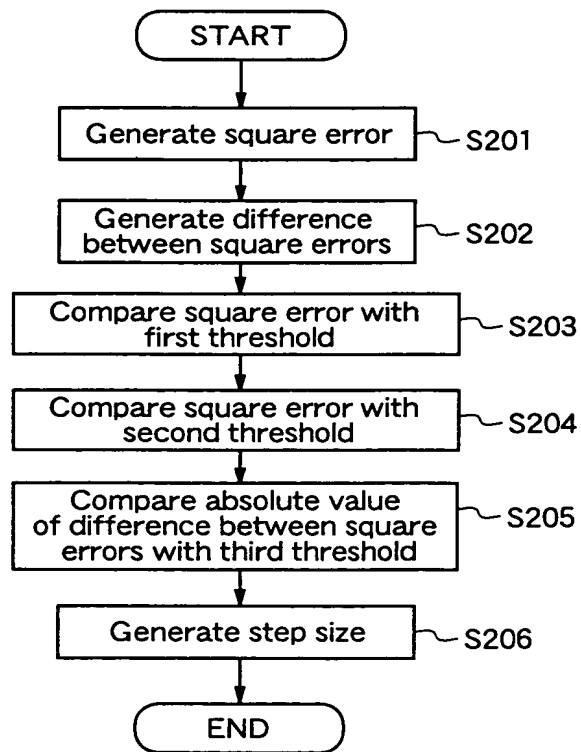 START
Generate square error
S201
Generate difference
between square errors
S202
Compare square error with
first threshold
S203
Compare square error with
second threshold
S204
Compare absolute value
of difference between square
errors with third threshold
S205
Generate step size
S206
END